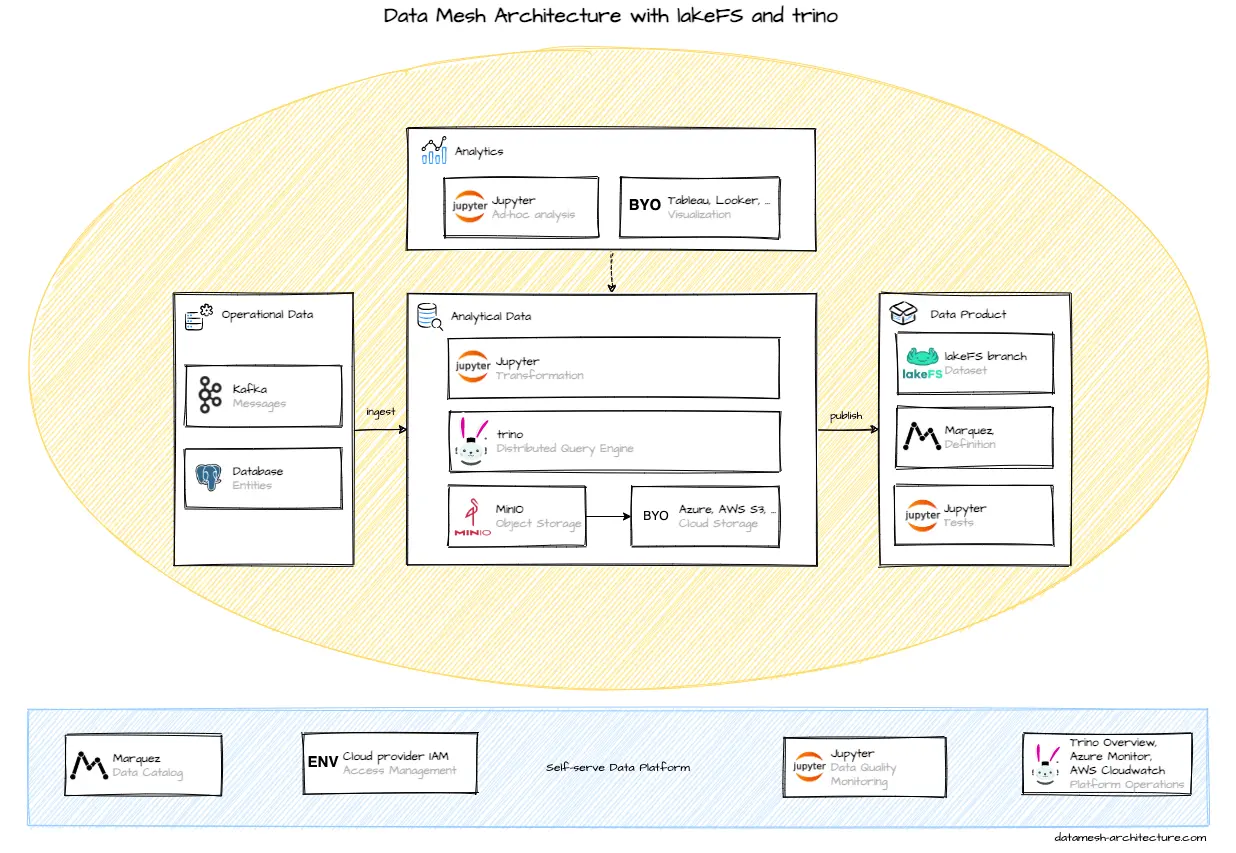 Data Mesh Architecture with lakeFS and trino
Analytics
jupyter
Jupyter
Ad-hoc analysis
BYO
Tableau, Looker, ...
Visualization
Operational Data
Kafka
Messages
Database
Entities
ingest
Analytical Data
jupyter
Jupyter
Transformation
trino
Distributed Query Engine
MINIO
MinIO
Object Storage
BYO
Azure, AWS S3, ...
Cloud Storage
publish
Data Product
lakeFS
lakeFS branch
Dataset
Marquez
Definition
jupyter
Jupyter
Tests
Marquez
Data Catalog
ENV
Cloud provider IAM
Access Management
Self-serve Data Platform
jupyter
Jupyter
Data Quality
Monitoring
Trino Overview,
Azure Monitor,
AWS Cloudwatch
Platform Operations
datamesh-architecture.com